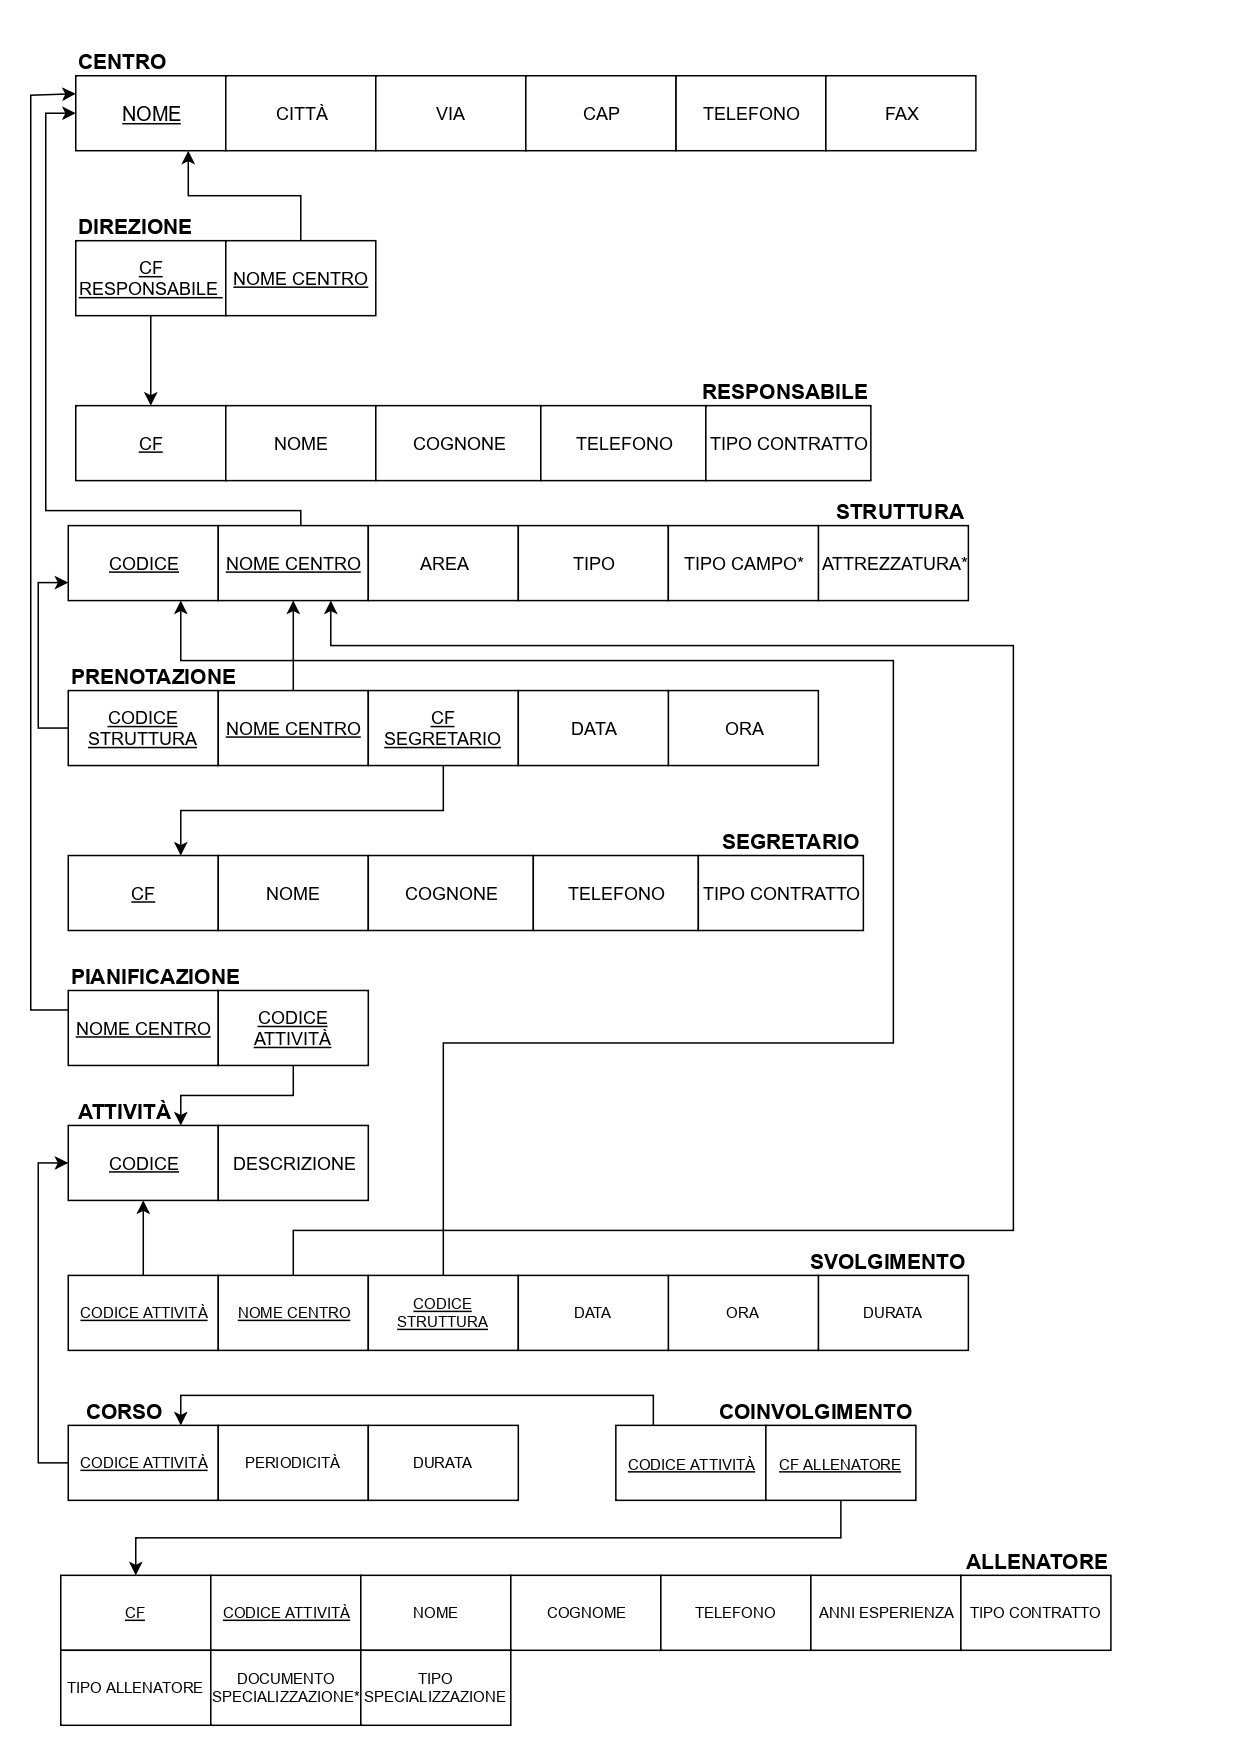 CENTRO
NOME CITTÀ VIA CAP TELEFONO FAX
DIREZIONE
CF
RESPONSABILE NOME CENTRO
RESPONSABILE
CF NOME COGNONE TELEFONO TIPO CONTRATTO
STRUTTURA
CODICE NOME CENTRO AREA TIPO TIPO CAMPO* ATTREZZATURA*
PRENOTAZIONE
CODICE
STRUTTURA NOME CENTRO CF
SEGRETARIO DATA ORA
SEGRETARIO
CF NOME COGNONE TELEFONO TIPO CONTRATTO
PIANIFICAZIONE
NOME CENTRO CODICE
ATTIVITÀ
ATTIVITÀ
CODICE DESCRIZIONE
SVOLGIMENTO
CODICE ATTIVITÀ NOME CENTRO CODICE
STRUTTURA DATA ORA DURATA
CORSO
CODICE ATTIVITÀ PERIODICITÀ DURATA
COINVOLGIMENTO
CODICE ATTIVITÀ CF ALLENATORE
ALLENATORE
CF CODICE ATTIVITÀ NOME COGNOME TELEFONO ANNI ESPERIENZA TIPO CONTRATTO
TIPO ALLENATORE DOCUMENTO
SPECIALIZZAZIONE* TIPO
SPECIALIZZAZIONE